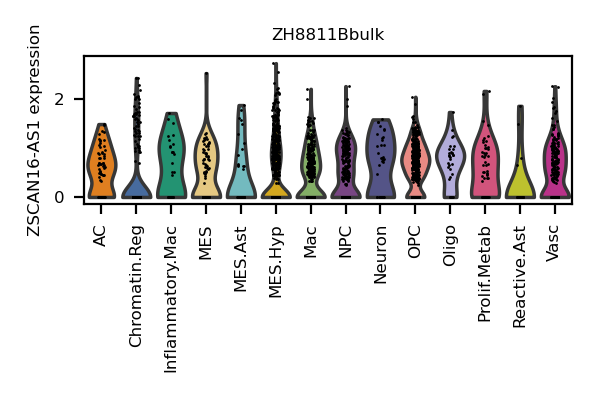 ZH8811Bbulk
ZSCAN16-AS1 expression
2
0
AC
Chromatin.Reg
Inflammatory.Mac
MES
MES.Ast
MES.Hyp
Mac
NPC
Neuron
OPC
Oligo
Prolif.Metab
Reactive.Ast
Vasc